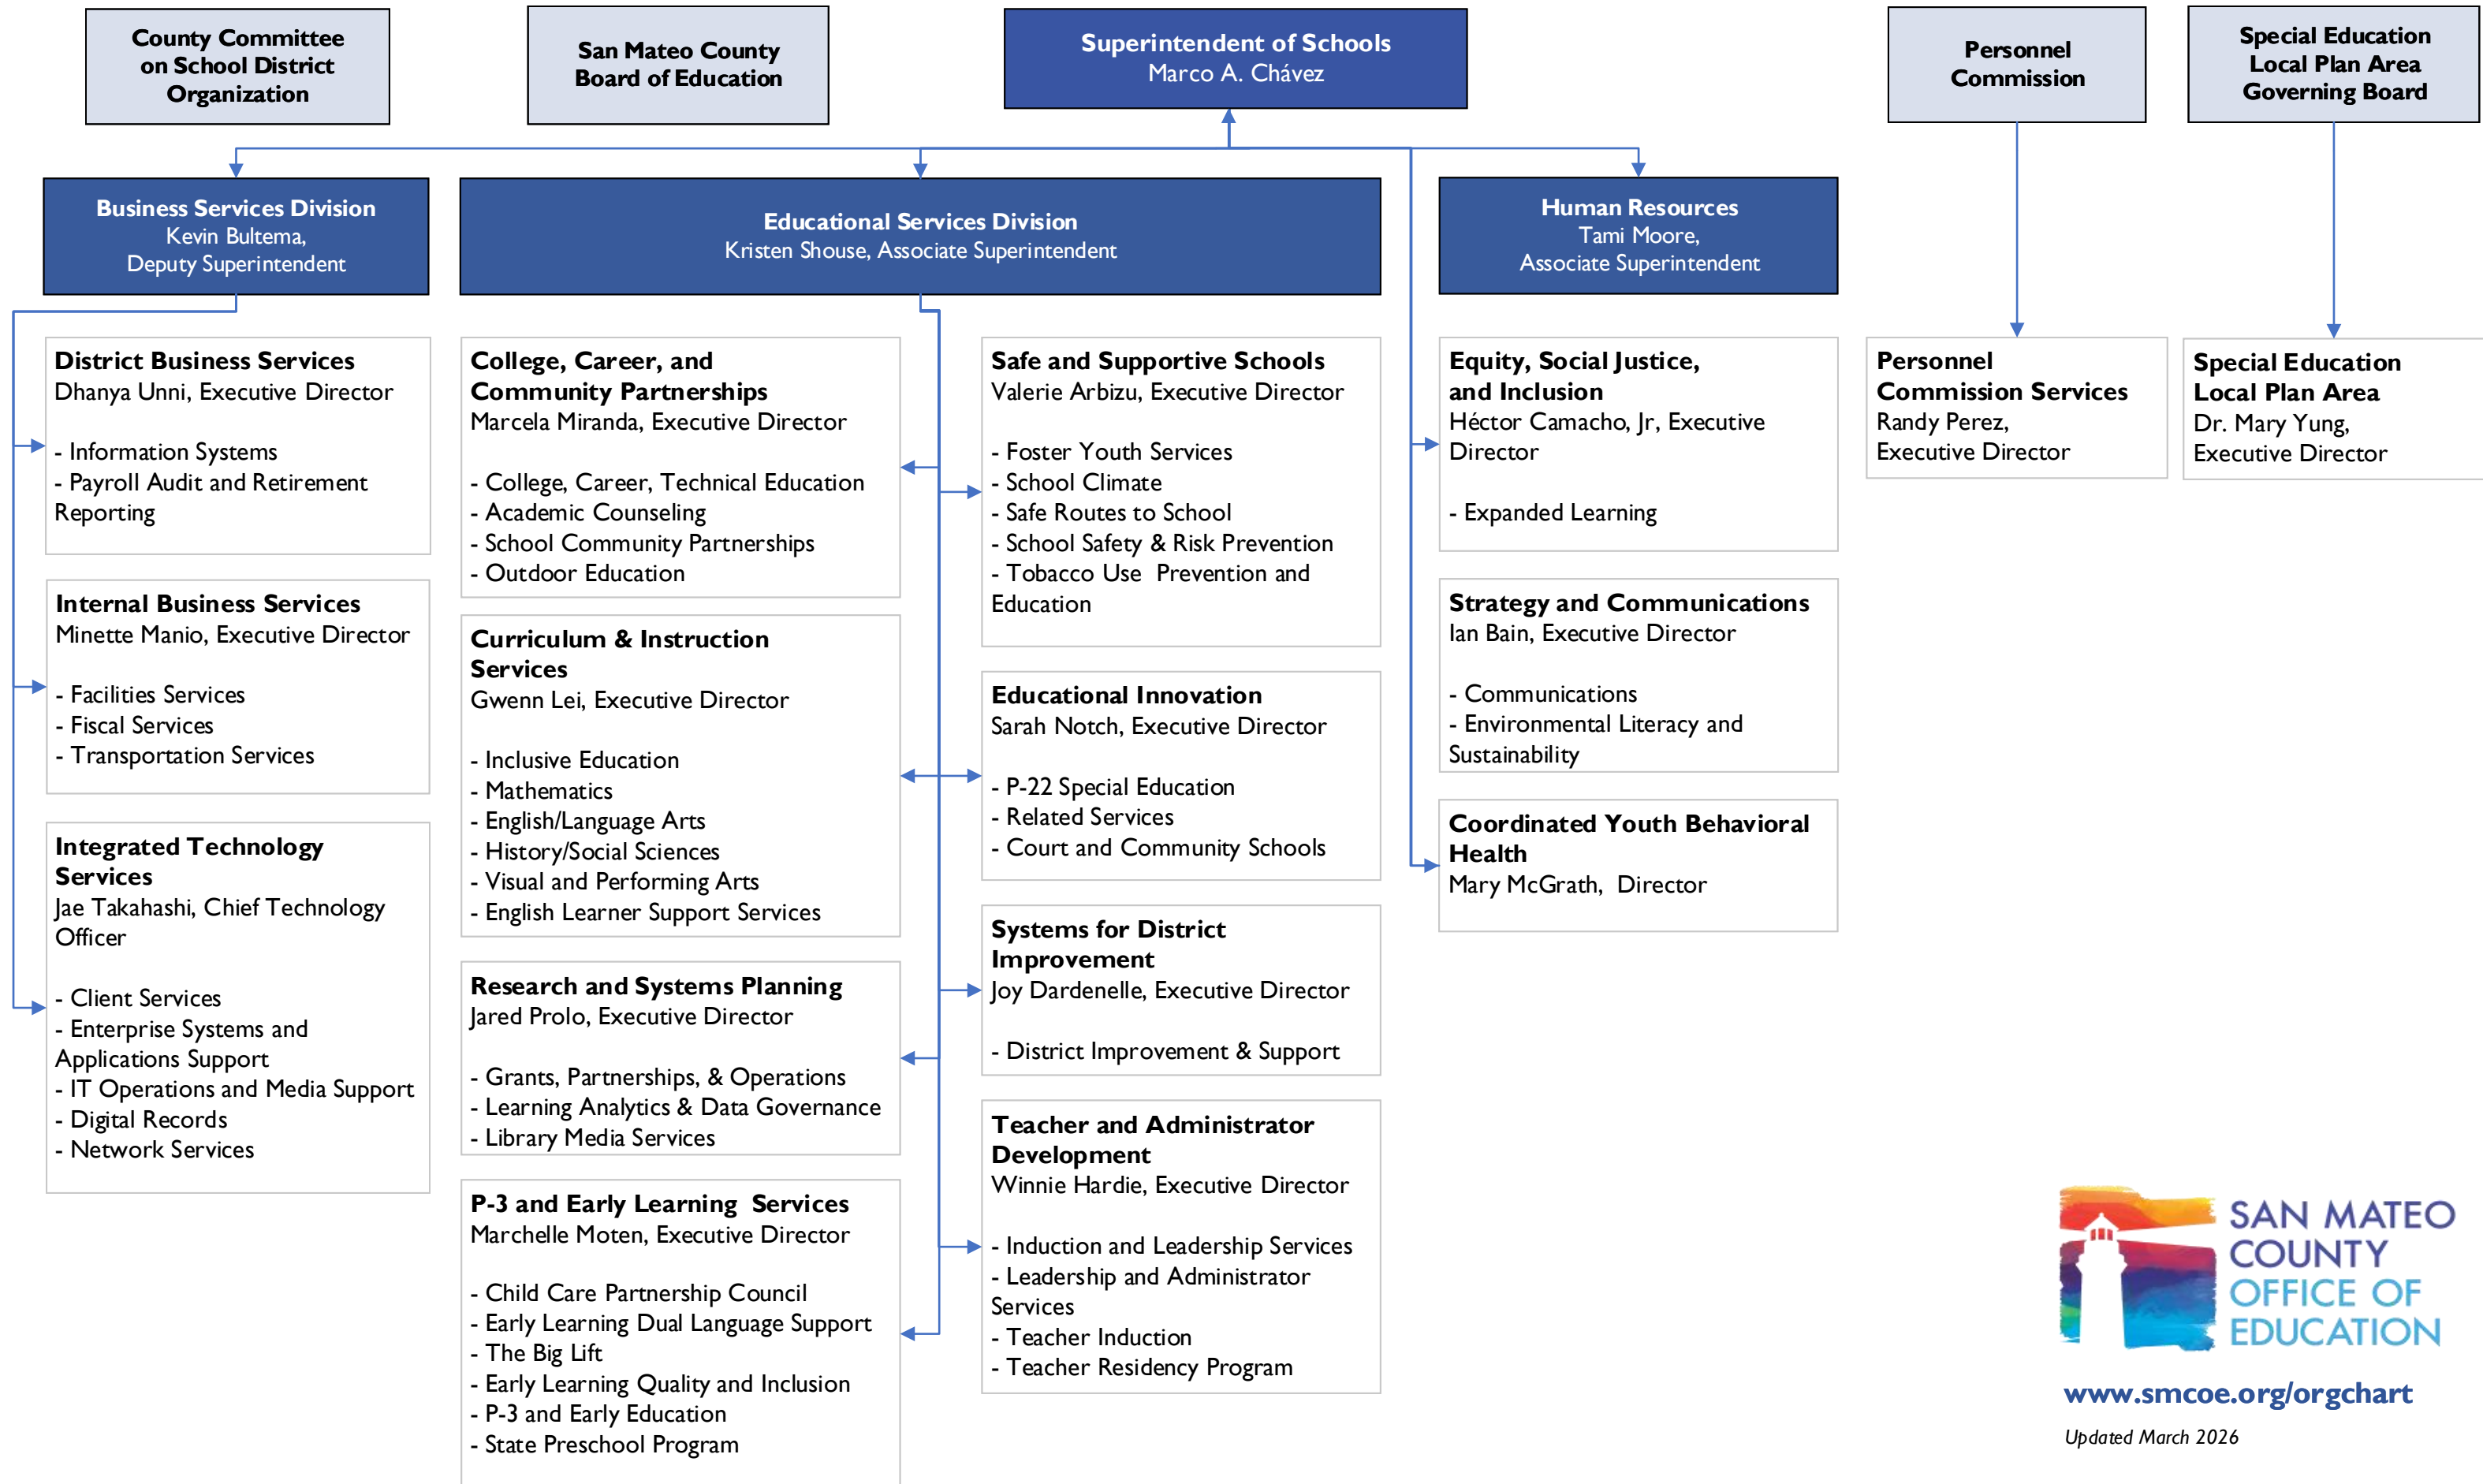 County Committee
on School District
Organization
San Mateo County
Board of Education
Superintendent of Schools
Marco A. Chávez
Personnel
Commission
Special Education
Local Plan Area
Governing Board
Business Services Division
Kevin Bultema,
Deputy Superintendent
Educational Services Division
Kristen Shouse, Associate Superintendent
Human Resources
Tami Moore,
Associate Superintendent
District Business Services
Dhanya Unni, Executive Director
- Information Systems
- Payroll Audit and Retirement
Reporting
Internal Business Services
Minette Manio, Executive Director
- Facilities Services
- Fiscal Services
- Transportation Services
Integrated Technology
Services
Jae Takahashi, Chief Technology
Officer
- Client Services
- Enterprise Systems and
Applications Support
- IT Operations and Media Support
- Digital Records
- Network Services
College, Career, and
Community Partnerships
Marcela Miranda, Executive Director
- College, Career, Technical Education
- Academic Counseling
- School Community Partnerships
- Outdoor Education
Curriculum & Instruction
Services
Gwenn Lei, Executive Director
- Inclusive Education
- Mathematics
- English/Language Arts
- History/Social Sciences
- Visual and Performing Arts
- English Learner Support Services
Research and Systems Planning
Jared Prolo, Executive Director
- Grants, Partnerships, & Operations
- Learning Analytics & Data Governance
- Library Media Services
P-3 and Early Learning  Services
Marchelle Moten, Executive Director
- Child Care Partnership Council
- Early Learning Dual Language Support
- The Big Lift
- Early Learning Quality and Inclusion
- P-3 and Early Education
- State Preschool Program
Safe and Supportive Schools
Valerie Arbizu, Executive Director
- Foster Youth Services
- School Climate
- Safe Routes to School
- School Safety & Risk Prevention
- Tobacco Use  Prevention and
Education
Educational Innovation
Sarah Notch, Executive Director
- P-22 Special Education
- Related Services
- Court and Community Schools
Systems for District
Improvement
Joy Dardenelle, Executive Director
- District Improvement & Support
Teacher and Administrator
Development
Winnie Hardie, Executive Director
- Induction and Leadership Services
- Leadership and Administrator
Services
- Teacher Induction
- Teacher Residency Program
Equity, Social Justice,
and Inclusion
Héctor Camacho, Jr, Executive
Director
- Expanded Learning
Strategy and Communications
Ian Bain, Executive Director
- Communications
- Environmental Literacy and
Sustainability
Coordinated Youth Behavioral
Health
Mary McGrath,  Director
Personnel
Commission Services
Randy Perez,
Executive Director
Special Education
Local Plan Area
Dr. Mary Yung,
Executive Director
SAN MATEO
COUNTY
OFFICE OF
EDUCATION
www.smcoe.org/orgchart
Updated March 2026